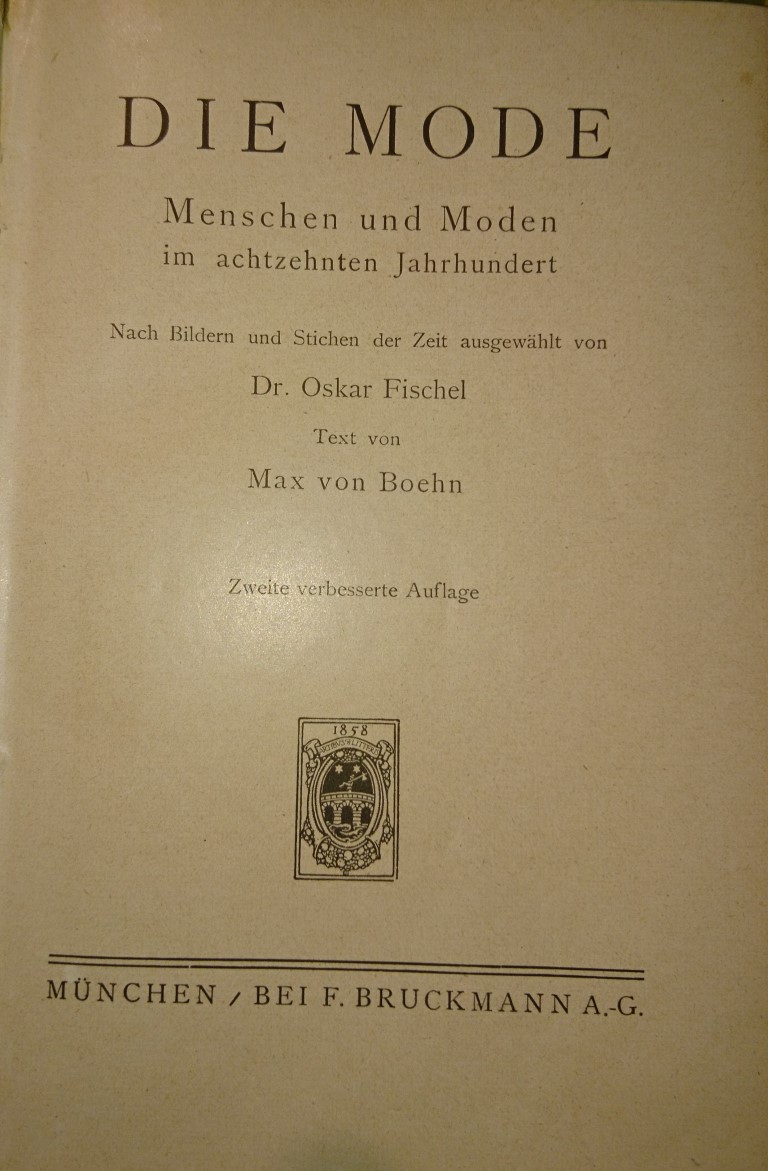 DIE MODE
Menschen und Moden
im achtzehnten Jahrhundert
Nach Bildern und Stichen der Zeit ausgewählt von
Dr. Oskar Fischel
Text von
Max von Boehn
Zweite verbesserte Auflage
1858
MÜNCHEN / BEI F. BRUCKMANN A.-G.